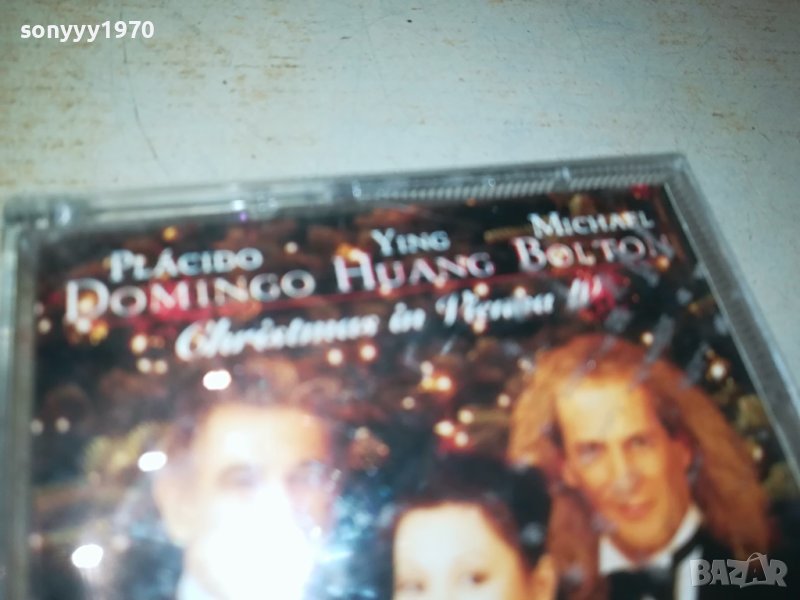 sonyyy1970
PLÁCIDO YING MICHAEL
DOMINGO HUANG BOLTON
Christmas in Vienna
BAZAR